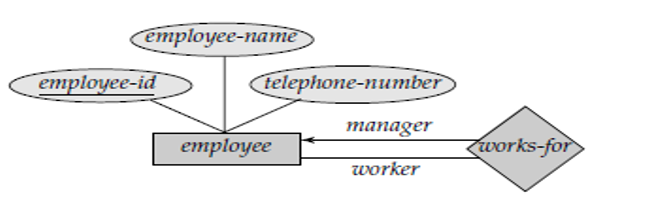 employee-name
employee-id
telephone-number
manager
employee
works-for
worker